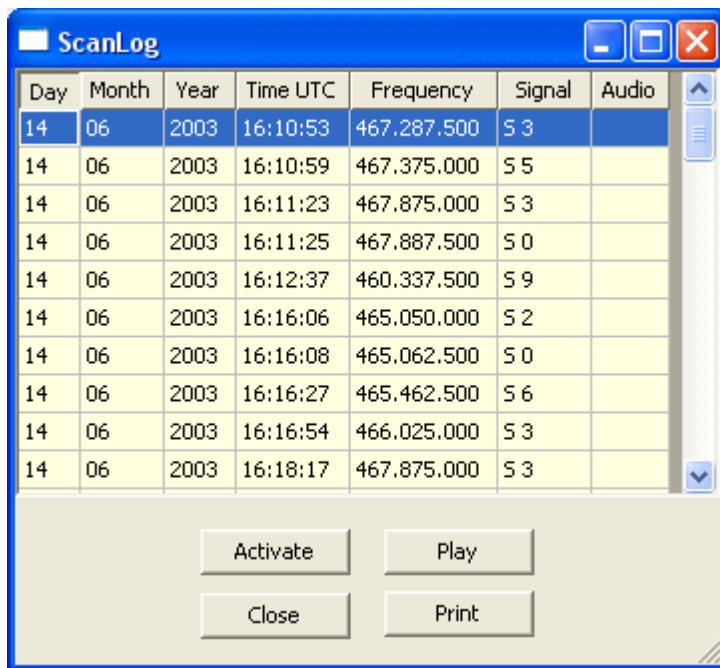 ScanLog
Day Month Year Time UTC Frequency Signal Audio
14 06 2003 16:10:53 467.287.500 S 3
14 06 2003 16:10:59 467.375.000 S 5
14 06 2003 16:11:23 467.875.000 S 3
14 06 2003 16:11:25 467.887.500 S 0
14 06 2003 16:12:37 460.337.500 S 9
14 06 2003 16:16:06 465.050.000 S 2
14 06 2003 16:16:08 465.062.500 S 0
14 06 2003 16:16:27 465.462.500 S 6
14 06 2003 16:16:54 466.025.000 S 3
14 06 2003 16:18:17 467.875.000 S 3
Activate Play
Close Print